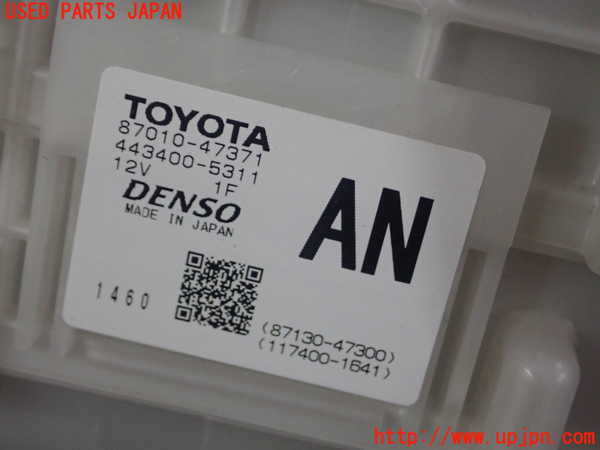 USED PARTS JAPAN
TOYOTA
87010-47371
443400-5311
12V 1F
DENSO
MADE IN JAPAN
AN
1460
(87130-47300)
(117400-1641)
http://www.upjpn.com/